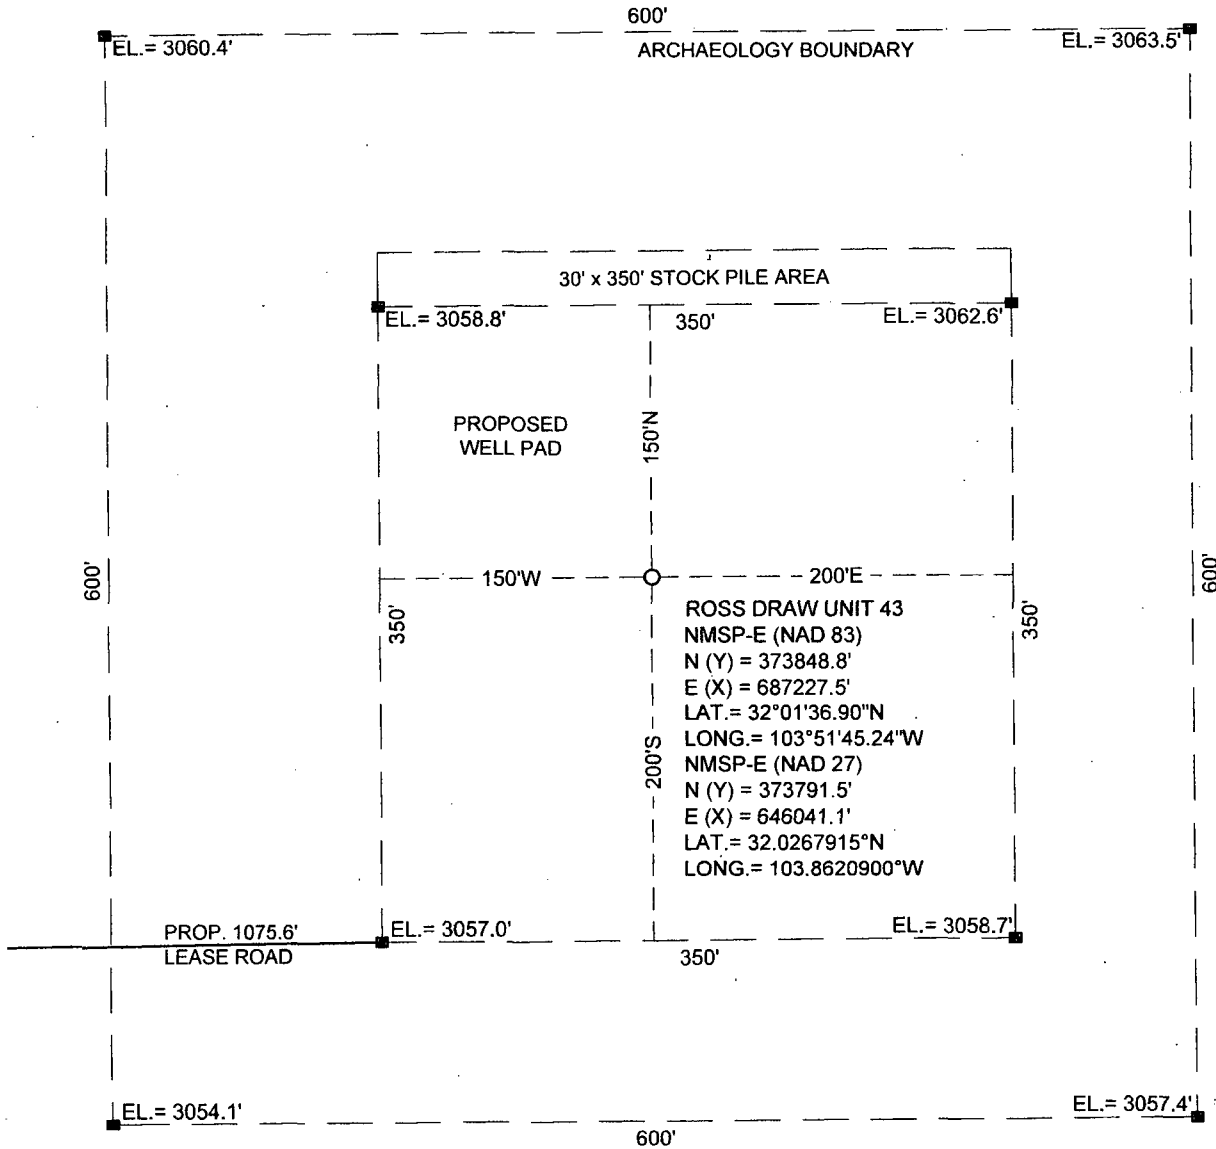 600'
EL.= 3060.4'
ARCHAEOLOGY BOUNDARY
EL.= 3063.5'
30' x 350' STOCK PILE AREA
EL.= 3058.8'
350'
EL.= 3062.6'
PROPOSED
WELL PAD
150'N
600'
150'W
200'E
600'
350'
350'
ROSS DRAW UNIT 43
NMSP-E (NAD 83)
N (Y) = 373848.8'
E (X) = 687227.5'
LAT.= 32°01'36.90"N
LONG.= 103°51'45.24"W
NMSP-E (NAD 27)
N (Y) = 373791.5'
E (X) = 646041.1'
LAT.= 32.0267915°N
LONG.= 103.8620900°W
200'S
PROP. 1075.6'
LEASE ROAD
EL.= 3057.0'
EL.= 3058.7'
350'
EL.= 3054.1'
EL.= 3057.4'
600'